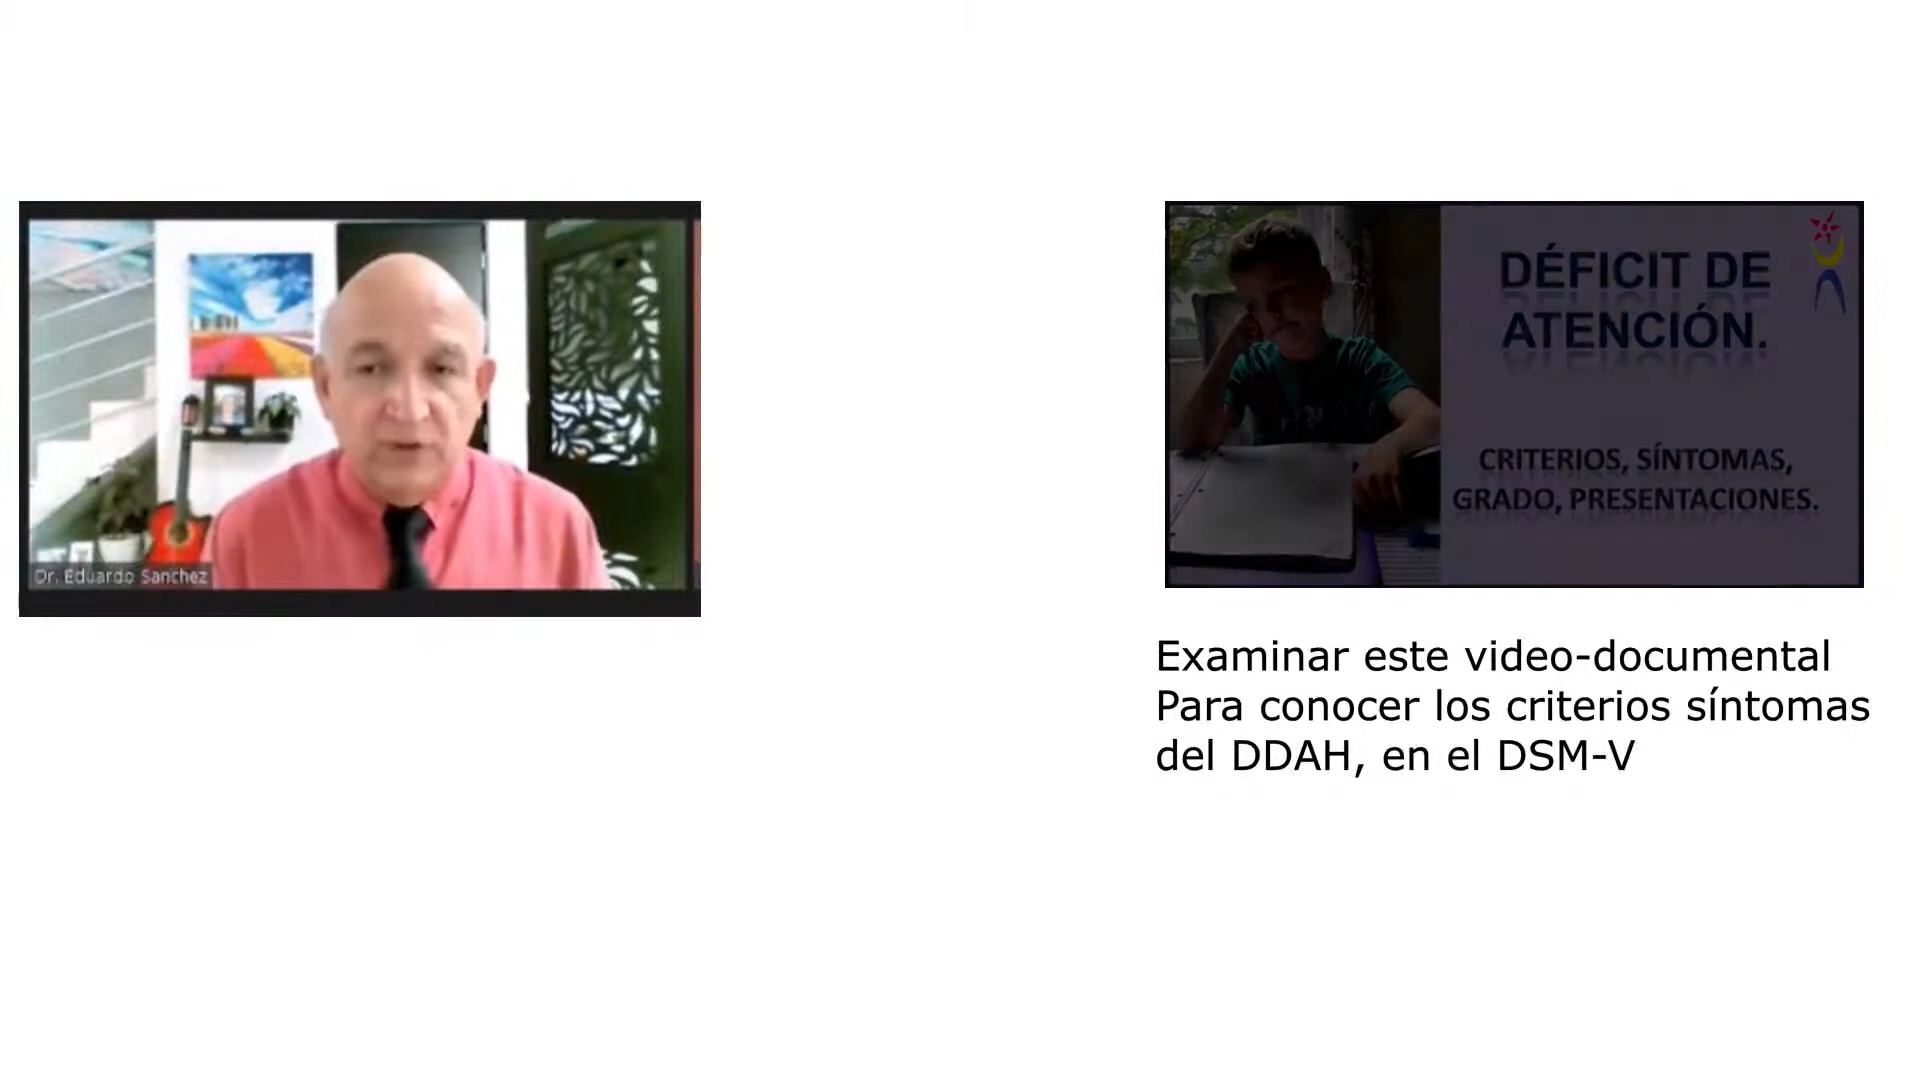 Dr. Eduardo Sanchez
DÉFICIT DE
ATENCIÓN.
CRITERIOS, SÍNTOMAS,
GRADO, PRESENTACIONES.
Examinar este video-documental
Para conocer los criterios síntomas
del DDAH, en el DSM-V